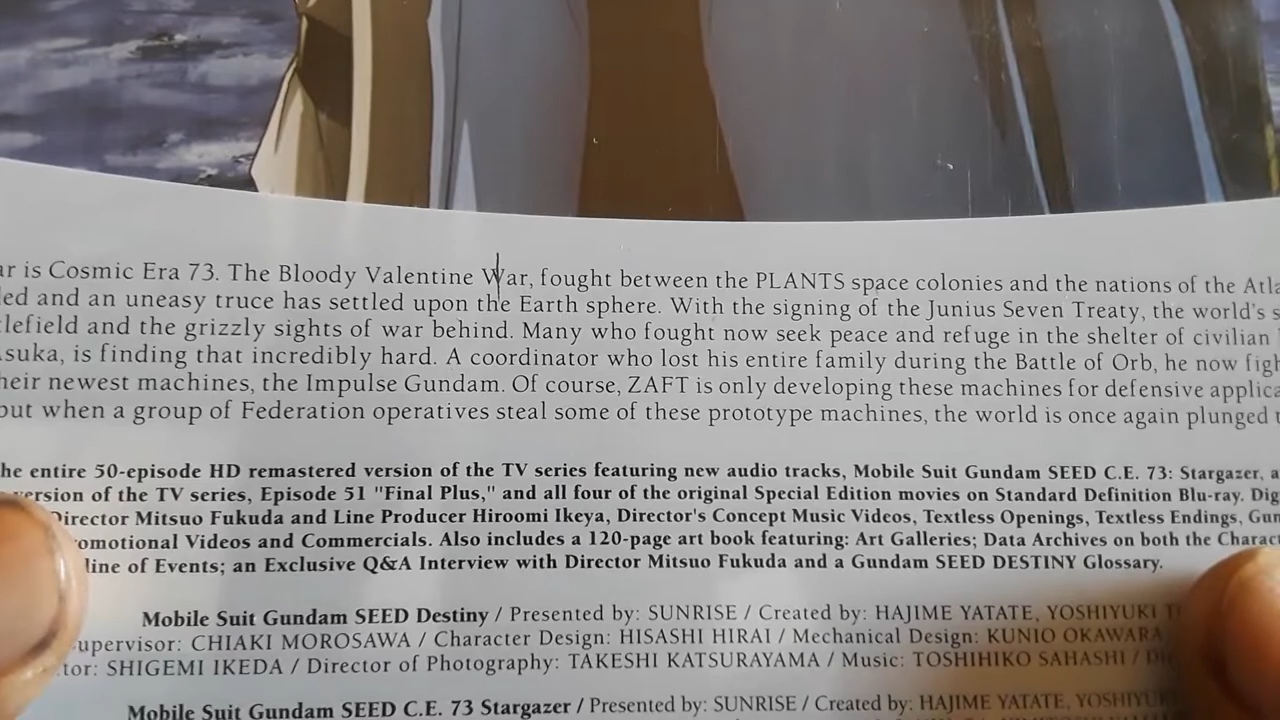 ar is Cosmic Era 73. The Bloody Valentine War, fought between the PLANTS space colonies and the nations of the Atla
led and an uneasy truce has settled upon the Earth sphere. With the signing of the Junius Seven Treaty, the world's s
tlefield and the grizzly sights of war behind. Many who fought now seek peace and refuge in the shelter of civilian
Asuka, is finding that incredibly hard. A coordinator who lost his entire family during the Battle of Orb, he now figh
heir newest machines, the Impulse Gundam. Of course, ZAFT is only developing these machines for defensive applica
but when a group of Federation operatives steal some of these prototype machines, the world is once again plunged t
he entire 50-episode HD remastered version of the TV series featuring new audio tracks, Mobile Suit Gundam SEED C.E. 73: Stargazer, a
version of the TV series, Episode 51 "Final Plus," and all four of the original Special Edition movies on Standard Definition Blu-ray. Dig
Director Mitsuo Fukuda and Line Producer Hiroomi Ikeya, Director's Concept Music Videos, Textless Openings, Textless Endings, Gun
romotional Videos and Commercials. Also includes a 120-page art book featuring: Art Galleries; Data Archives on both the Charact
line of Events; an Exclusive Q&A Interview with Director Mitsuo Fukuda and a Gundam SEED DESTINY Glossary.
Mobile Suit Gundam SEED Destiny / Presented by: SUNRISE / Created by: HAJIME YATATE, YOSHIYUKI T
upervisor: CHIAKI MOROSAWA / Character Design: HISASHI HIRAI / Mechanical Design: KUNIO OKAWARA
tor: SHIGEMI IKEDA / Director of Photography: TAKESHI KATSURAYAMA / Music: TOSHIHIKO SAHASHI / Di
Mobile Suit Gundam SEED C.E. 73 Stargazer / Presented by: SUNRISE / Created by: HAJIME YATATE, YOSHIYUK